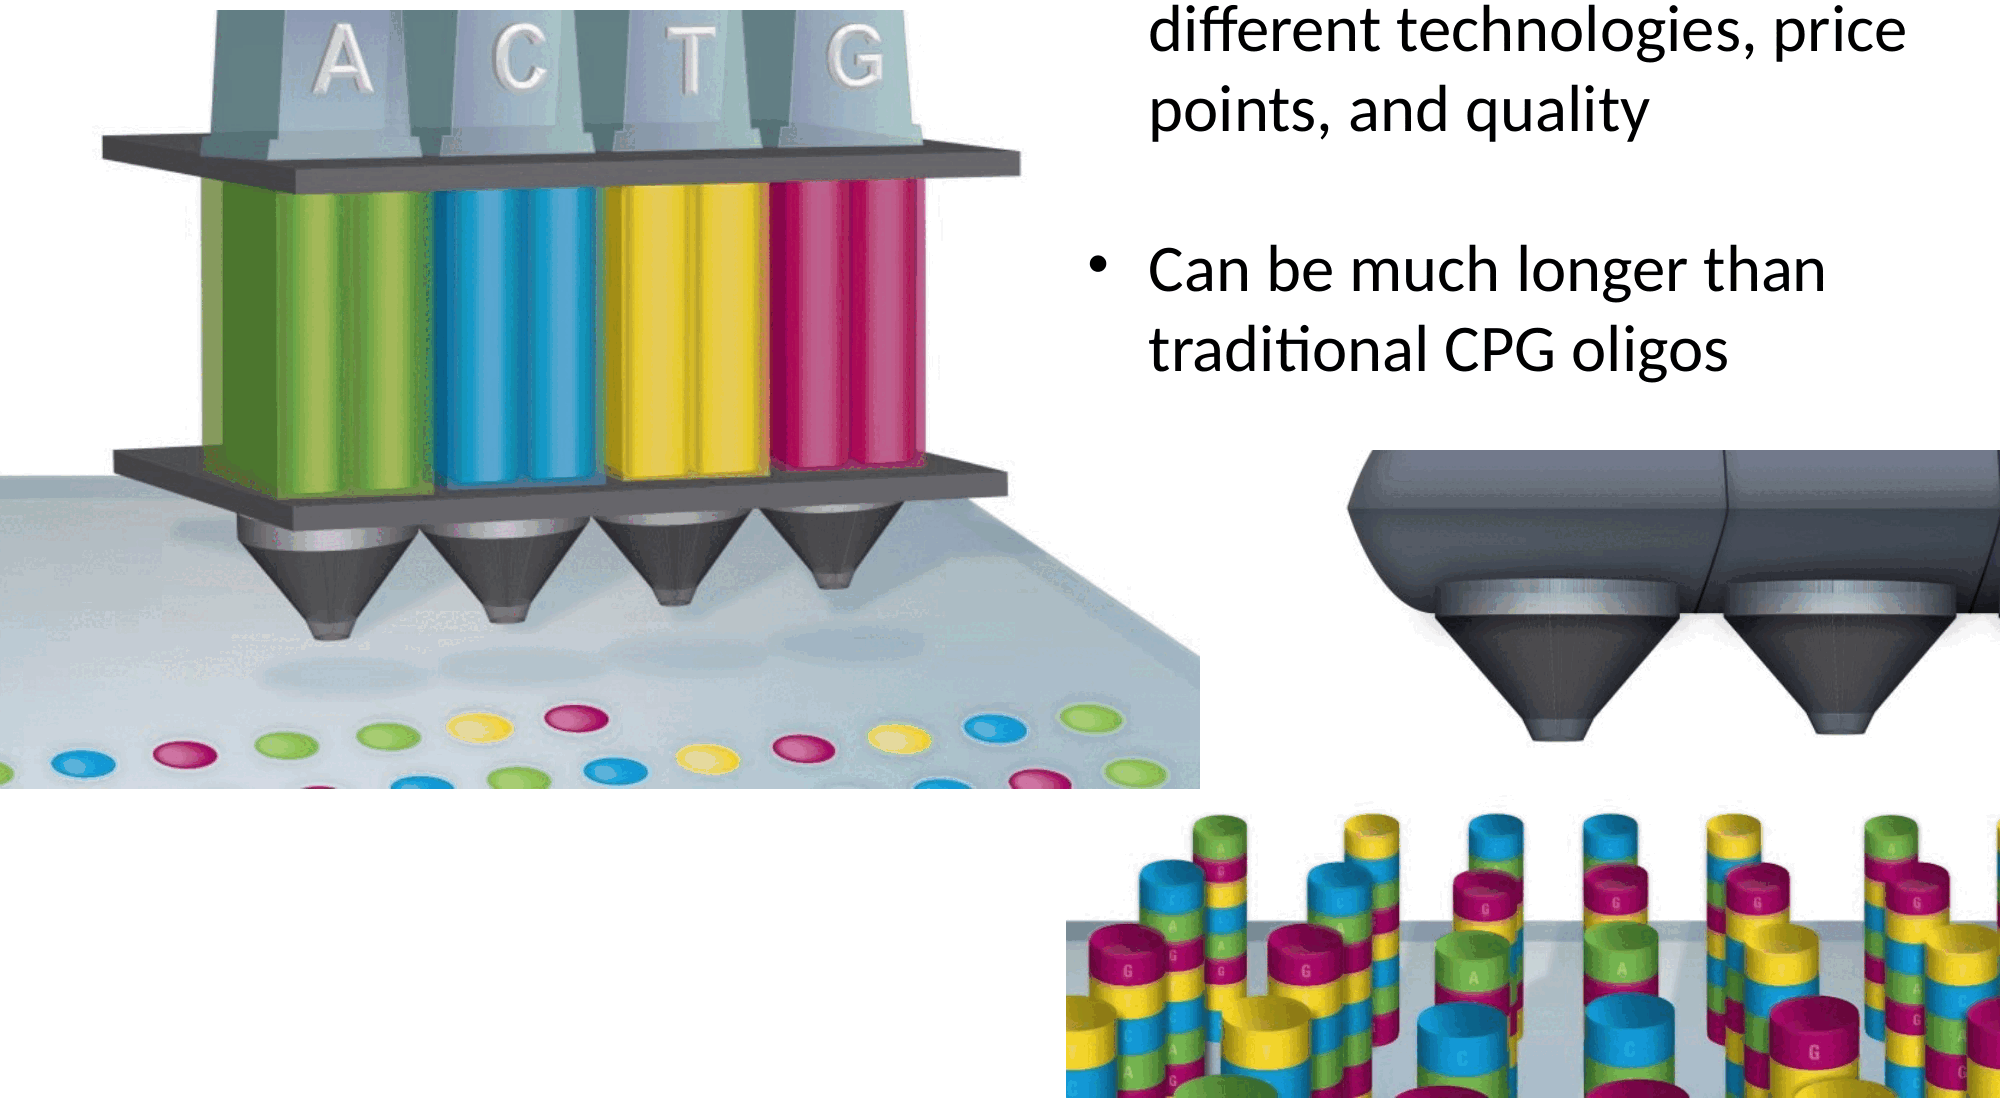 A C T G
different technologies, price
points, and quality
• Can be much longer than
traditional CPG oligos
A
G
C
A
G
G
A
A
G
G
G
G
A
A
C
A
G
C
C
G
A
G